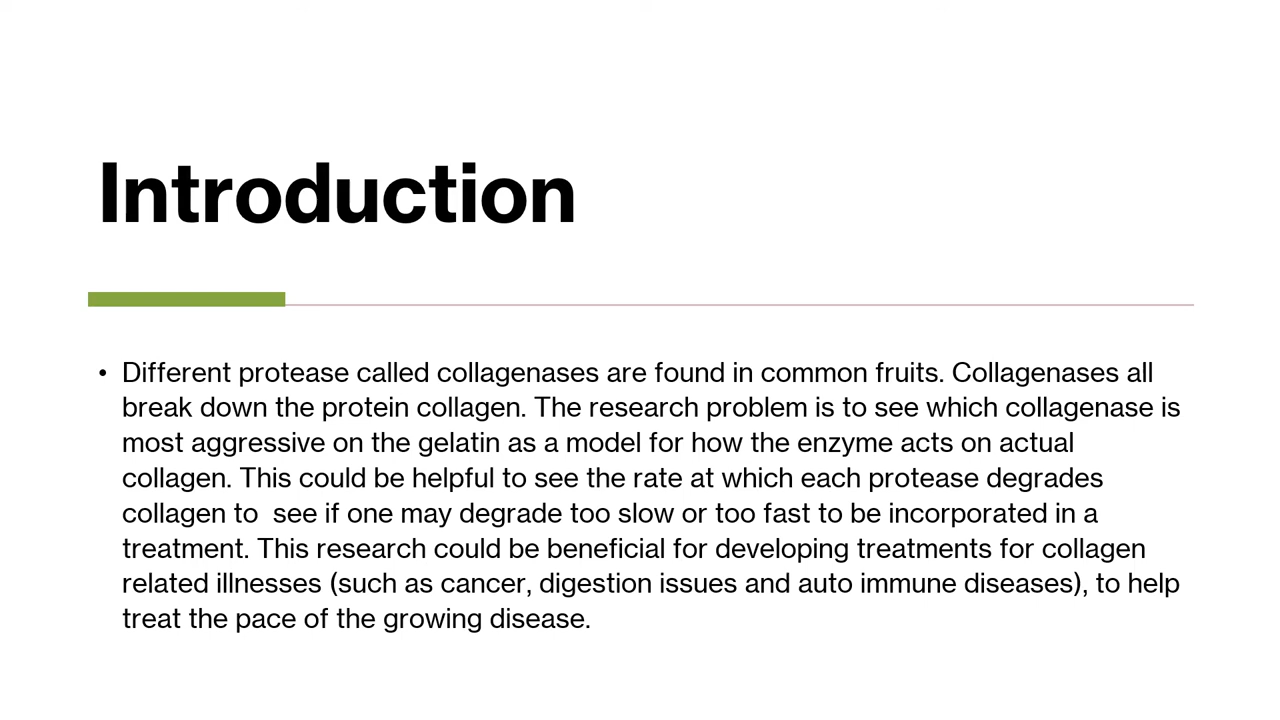 Introduction
• Different protease called collagenases are found in common fruits. Collagenases all
break down the protein collagen. The research problem is to see which collagenase is
most aggressive on the gelatin as a model for how the enzyme acts on actual
collagen. This could be helpful to see the rate at which each protease degrades
collagen to  see if one may degrade too slow or too fast to be incorporated in a
treatment. This research could be beneficial for developing treatments for collagen
related illnesses (such as cancer, digestion issues and auto immune diseases), to help
treat the pace of the growing disease.